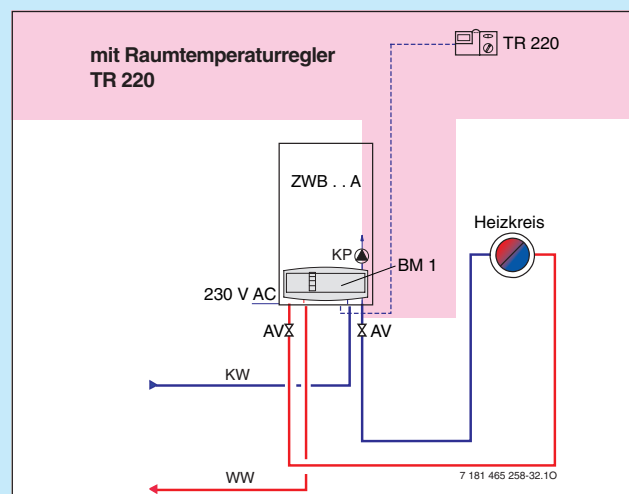 mit Raumtemperaturregler
TR 220
TR 220
ZWB . . A
Heizkreis
KP
BM 1
230 V AC
AV
AV
KW
WW
7 181 465 258-32.1O